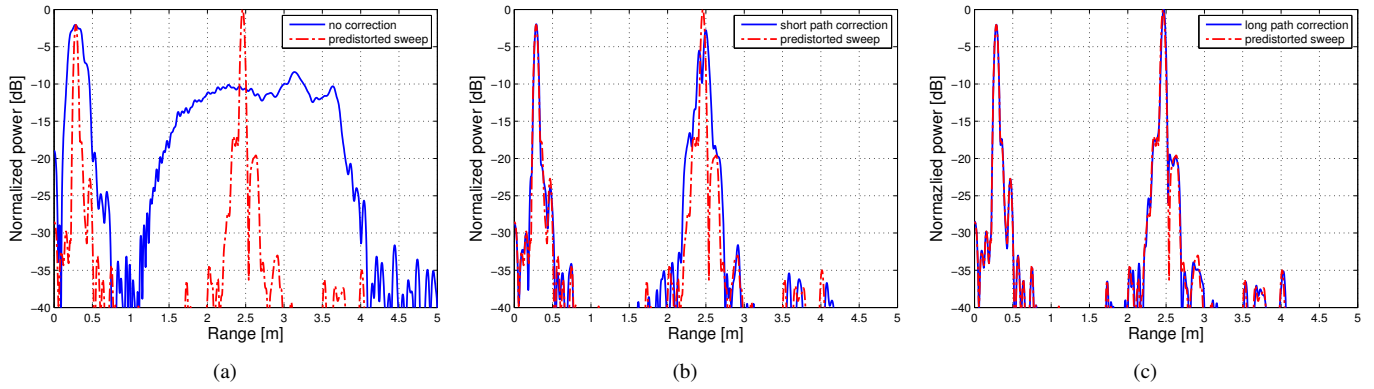 no correction
predistorted sweep
Normalized power [dB]
0
−5
−10
−15
−20
−25
−30
−35
−40
0 0.5 1 1.5 2 2.5 3 3.5 4 4.5 5
Range [m]
(a)
short path correction
predistorted sweep
Normalized power [dB]
0
−5
−10
−15
−20
−25
−30
−35
−40
0 0.5 1 1.5 2 2.5 3 3.5 4 4.5 5
Range [m]
(b)
long path correction
predistorted sweep
Normazlied power [dB]
0
−5
−10
−15
−20
−25
−30
−35
−40
0 0.5 1 1.5 2 2.5 3 3.5 4 4.5 5
Range [m]
(c)